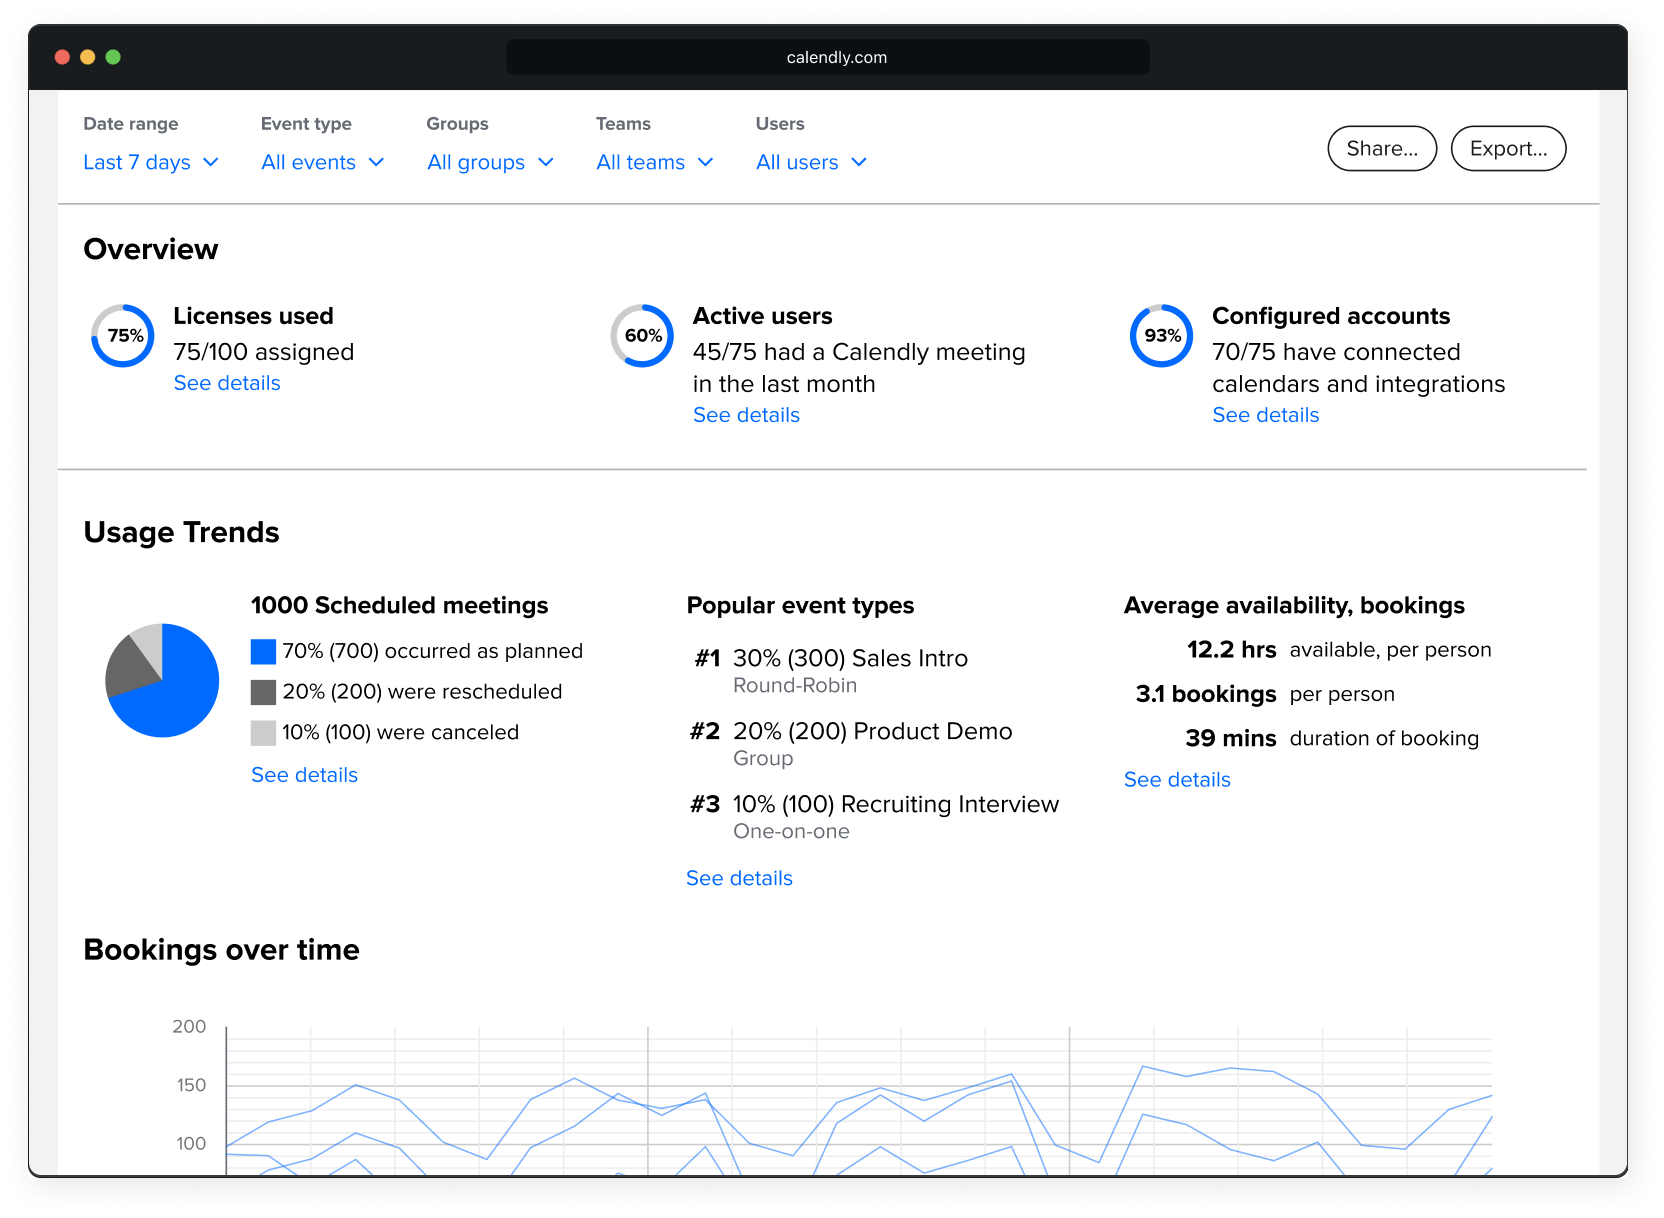 calendly.com
Date range
Event type
Groups
Teams
Users
Last 7 days
All events
All groups
All teams
All users
Share...
Export...
Overview
75%
Licenses used
75/100 assigned
See details
60%
Active users
45/75 had a Calendly meeting
in the last month
See details
93%
Configured accounts
70/75 have connected
calendars and integrations
See details
Usage Trends
1000 Scheduled meetings
70% (700) occurred as planned
20% (200) were rescheduled
10% (100) were canceled
See details
Popular event types
#1 30% (300) Sales Intro
Round-Robin
#2 20% (200) Product Demo
Group
#3 10% (100) Recruiting Interview
One-on-one
See details
Average availability, bookings
12.2 hrs available, per person
3.1 bookings per person
39 mins duration of booking
See details
Bookings over time
200
150
100